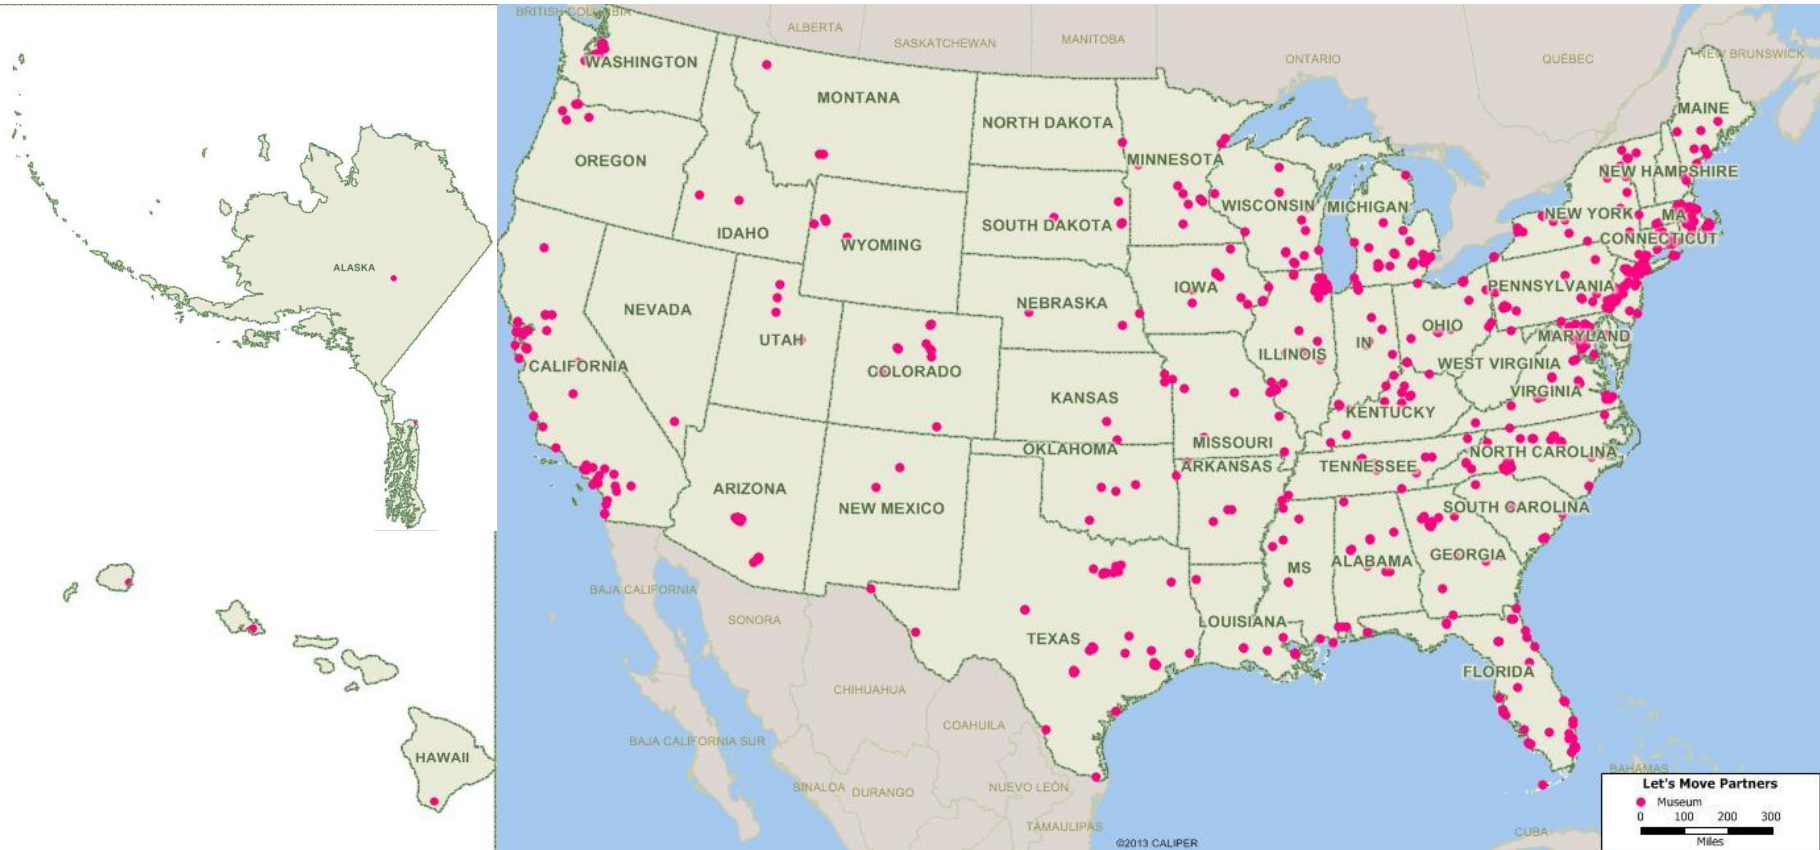 BRITISH COLUMBIA
ALBERTA
SASKATCHEWAN
MANITOBA
ONTARIO
QUÉBEC
NEW BRUNSWICK
WASHINGTON
MONTANA
NORTH DAKOTA
MINNESOTA
MAINE
OREGON
IDAHO
WYOMING
SOUTH DAKOTA
WISCONSIN
MICHIGAN
NEW HAMPSHIRE
NEW YORK
MA
CONNECTICUT
ALASKA
NEVADA
UTAH
NEBRASKA
IOWA
PENNSYLVANIA
CALIFORNIA
COLORADO
KANSAS
ILLINOIS
IN
OHIO
MARYLAND
WEST VIRGINIA
VIRGINIA
KENTUCKY
ARIZONA
NEW MEXICO
OKLAHOMA
MISSOURI
ARKANSAS
TENNESSEE
NORTH CAROLINA
SOUTH CAROLINA
MS
ALABAMA
GEORGIA
TEXAS
LOUISIANA
FLORIDA
HAWAII
BAJA CALIFORNIA
SONORA
CHIHUAHUA
COAHUILA
BAJA CALIFORNIA SUR
SINALOA
DURANGO
NUEVO LEÓN
TAMAULIPAS
BAHAMAS
CUBA
Let's Move Partners
Museum
0 100 200 300
Miles
©2013 CALIPER